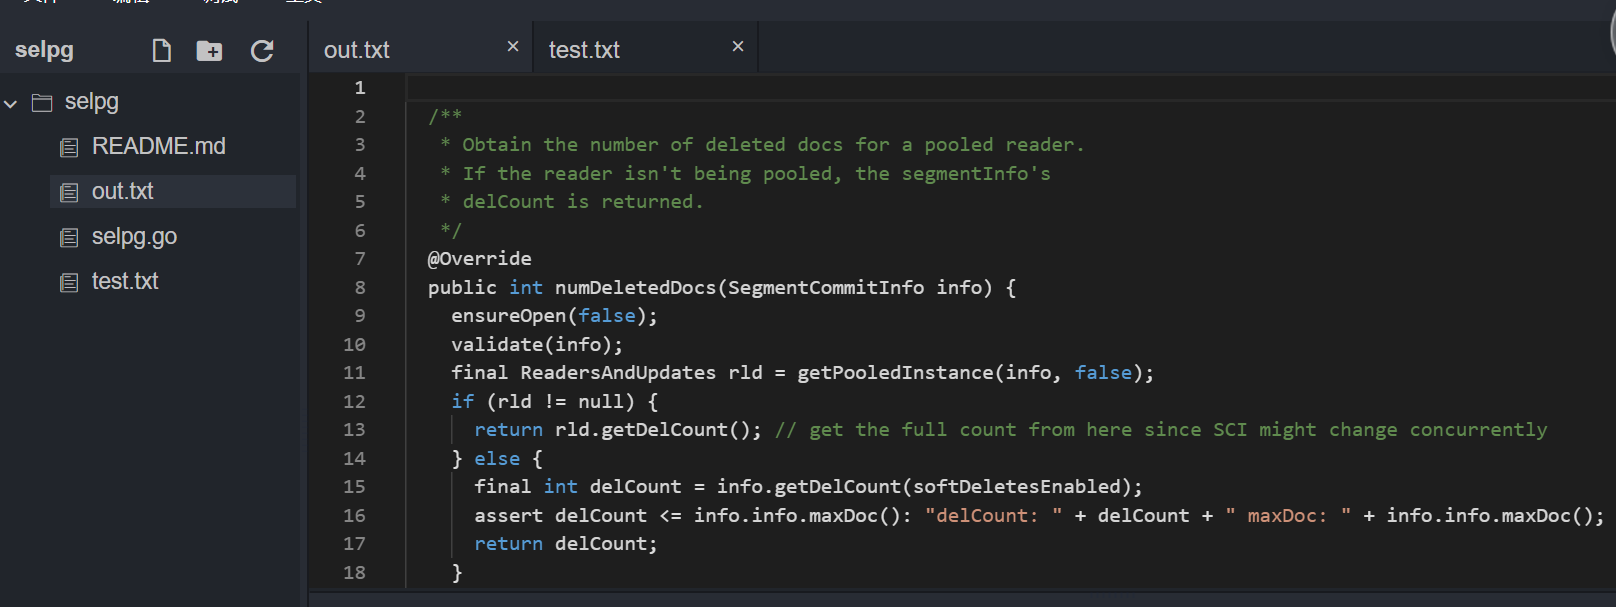 selpg
out.txt ×
test.txt ×
selpg
README.md
out.txt
selpg.go
test.txt
1
2 /**
3 * Obtain the number of deleted docs for a pooled reader.
4 * If the reader isn't being pooled, the segmentInfo's
5 * delCount is returned.
6 */
7 @Override
8 public int numDeletedDocs(SegmentCommitInfo info) {
9 ensureOpen(false);
10 validate(info);
11 final ReadersAndUpdates rld = getPooledInstance(info, false);
12 if (rld != null) {
13 return rld.getDelCount(); // get the full count from here since SCI might change concurrently
14 } else {
15 final int delCount = info.getDelCount(softDeletesEnabled);
16 assert delCount <= info.info.maxDoc(): "delCount: " + delCount + " maxDoc: " + info.info.maxDoc();
17 return delCount;
18 }